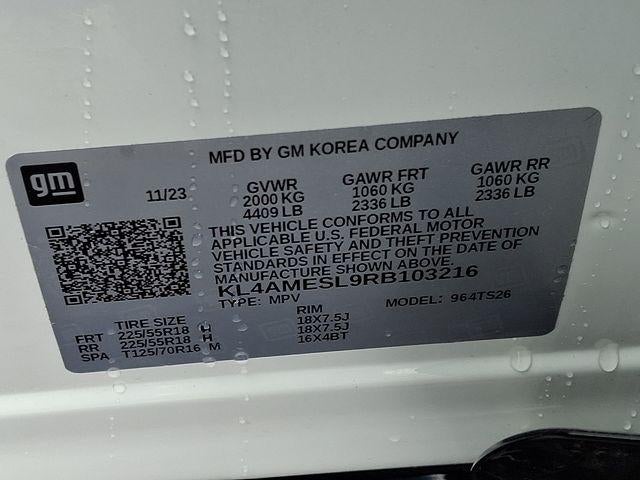 MFD BY GM KOREA COMPANY
gm
11/23
GVWR
2000 KG
4409 LB
GAWR FRT
1060 KG
2336 LB
GAWR RR
1060 KG
2336 LB
THIS VEHICLE CONFORMS TO ALL
APPLICABLE U.S. FEDERAL MOTOR
VEHICLE SAFETY AND THEFT PREVENTION
STANDARDS IN EFFECT ON THE DATE OF
MANUFACTURE SHOWN ABOVE.
KL4AMESL9RB103216
TYPE: MPV MODEL: 964TS26
TIRE SIZE RIM
FRT 225/55R18 H 18X7.5J
RR 225/55R18 H 18X7.5J
SPA T125/70R16 M 16X4BT